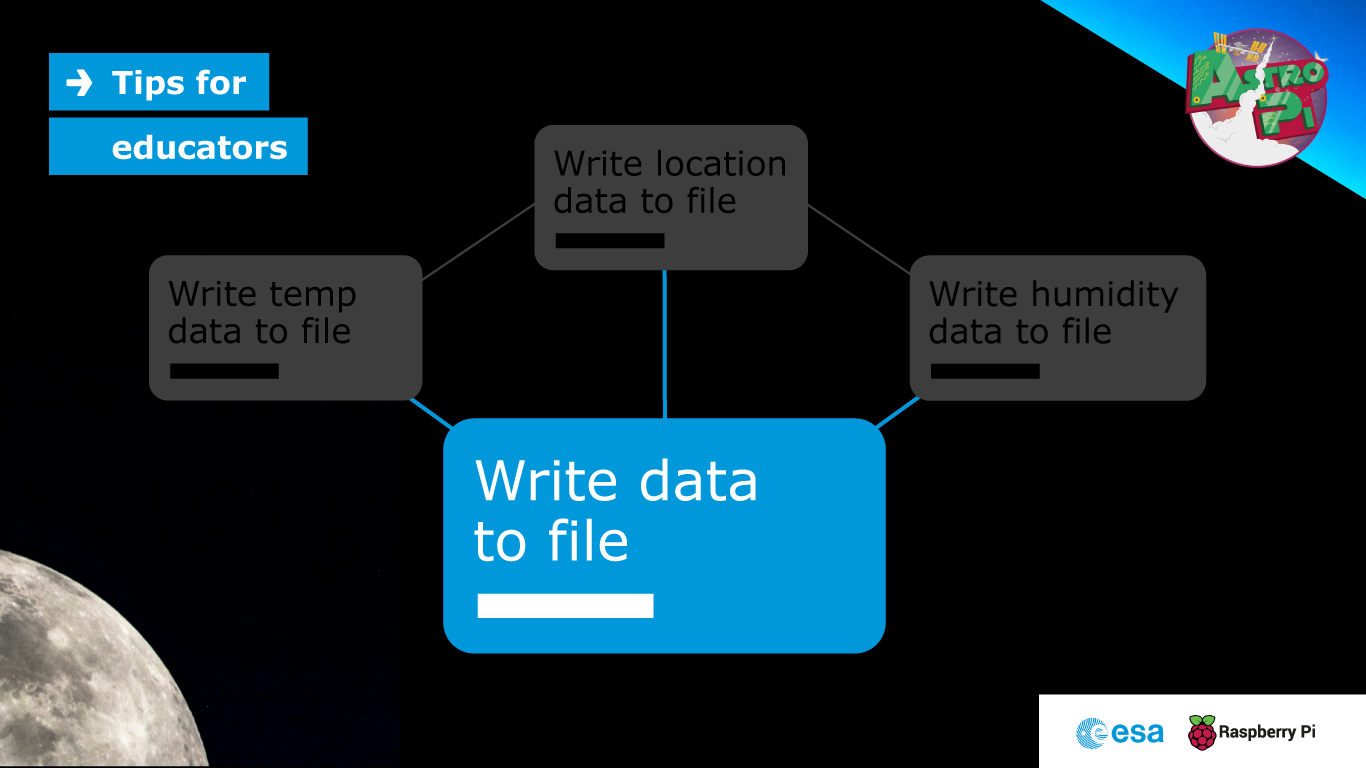 Tips for
educators
ASTRO
Pi
Write location
data to file
Write temp
data to file
Write humidity
data to file
Write data
to file
esa
Raspberry Pi